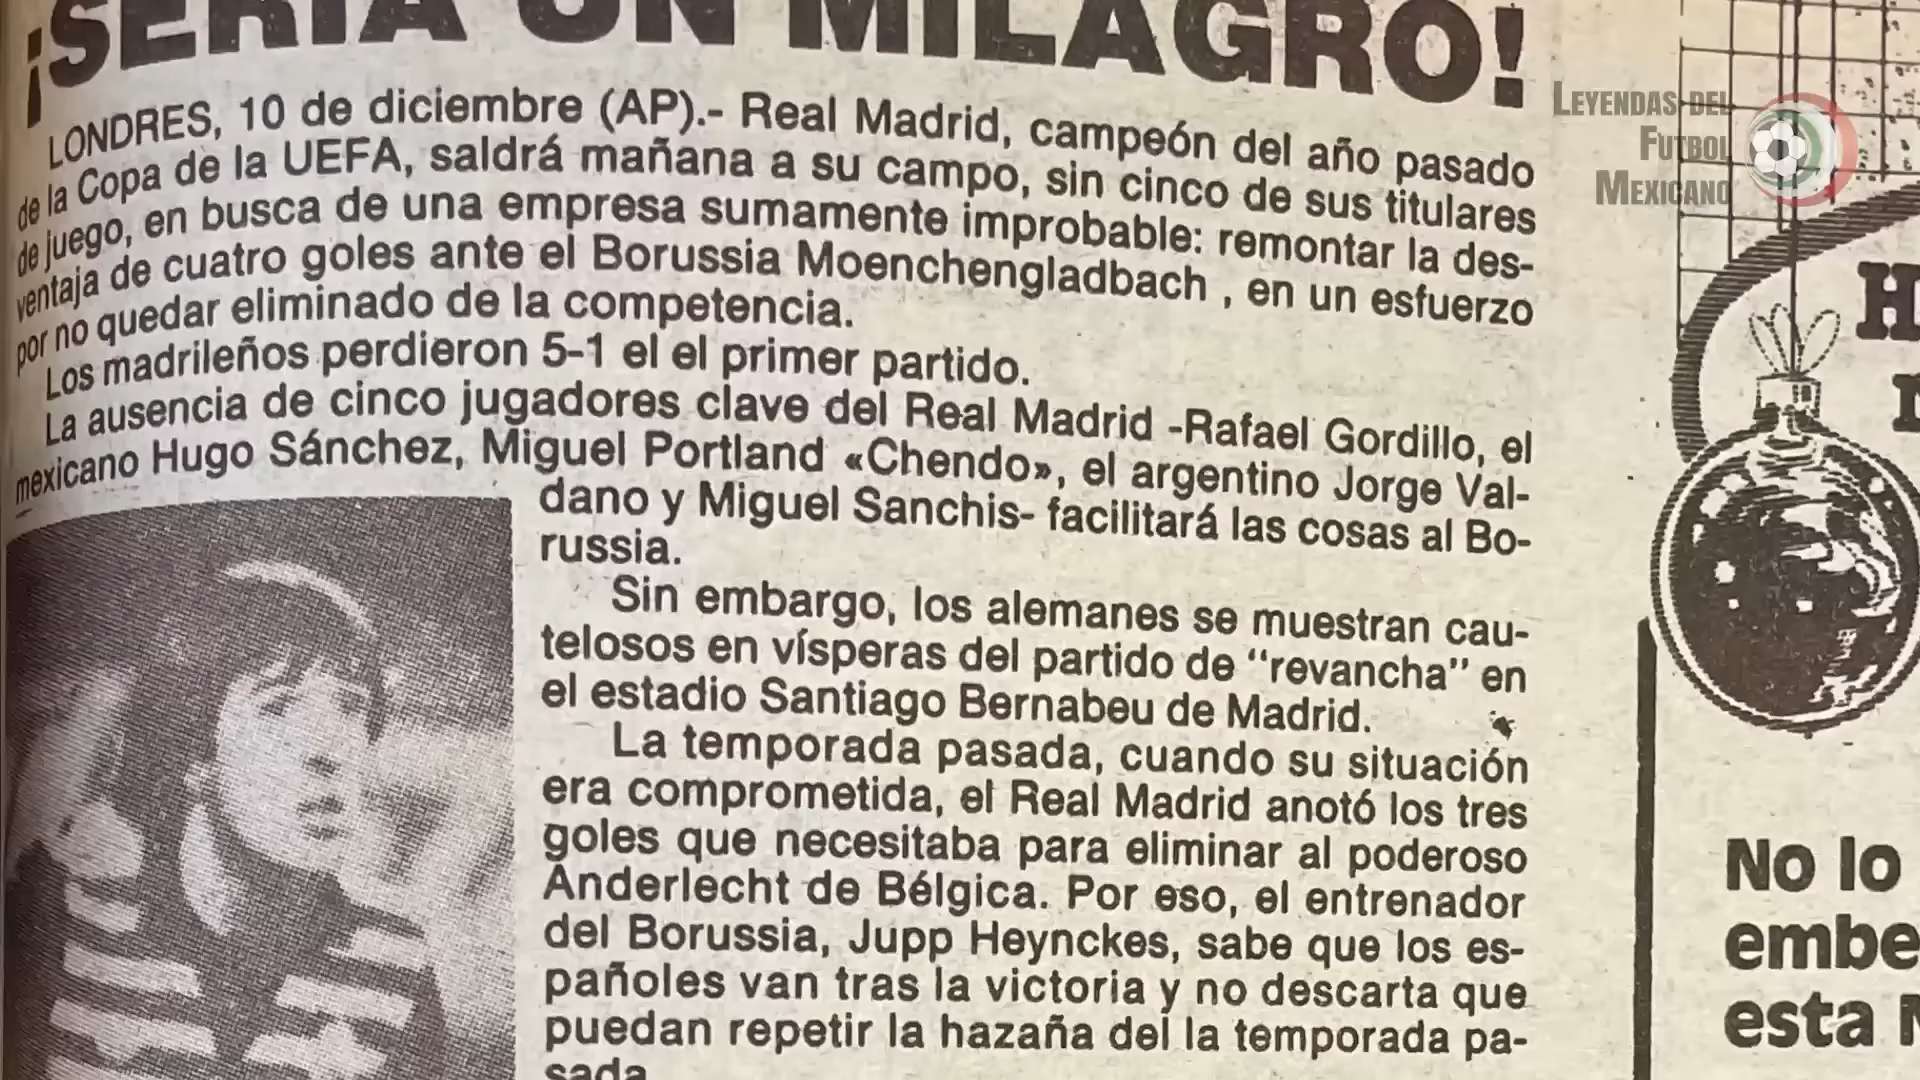 ¡SERIA UN MILAGRO!
LONDRES, 10 de diciembre (AP).- Real Madrid, campeón del año pasado
de la Copa de la UEFA, saldrá mañana a su campo, sin cinco de sus titulares
de juego, en busca de una empresa sumamente improbable: remontar la des-
ventaja de cuatro goles ante el Borussia Moenchengladbach , en un esfuerzo
por no quedar eliminado de la competencia.
Los madrileños perdieron 5-1 el el primer partido.
La ausencia de cinco jugadores clave del Real Madrid -Rafael Gordillo, el
mexicano Hugo Sánchez, Miguel Portland «Chendo», el argentino Jorge Val-
dano y Miguel Sanchis- facilitará las cosas al Bo-
russia.
Sin embargo, los alemanes se muestran cau-
telosos en vísperas del partido de "revancha" en
el estadio Santiago Bernabeu de Madrid.
La temporada pasada, cuando su situación
era comprometida, el Real Madrid anotó los tres
goles que necesitaba para eliminar al poderoso
Anderlecht de Bélgica. Por eso, el entrenador
del Borussia, Jupp Heynckes, sabe que los es-
pañoles van tras la victoria y no descarta que
puedan repetir la hazaña del la temporada pa-
sada
LEYENDAS DEL
FUTBOL
MEXICANO
H
No lo
embe
esta N